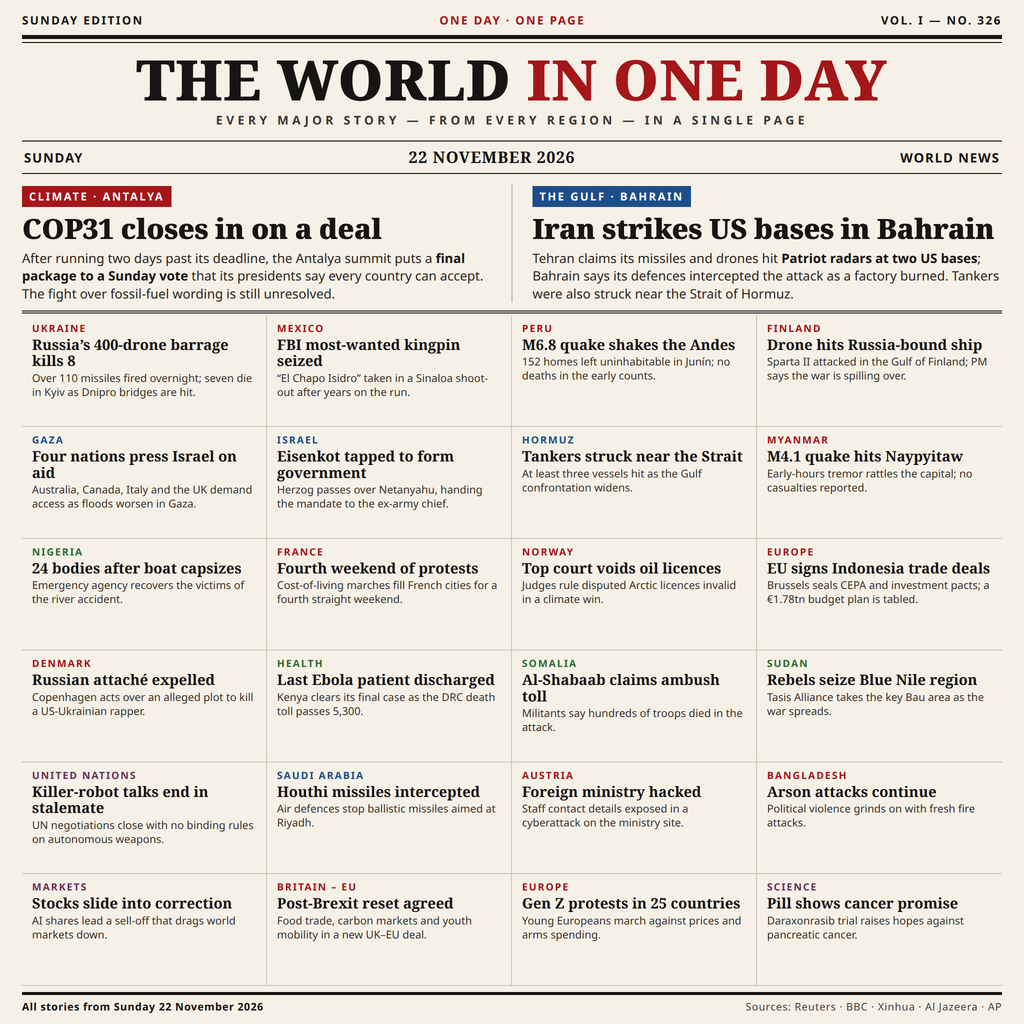 SUNDAY EDITION
ONE DAY · ONE PAGE
VOL. I — NO. 326
THE WORLD IN ONE DAY
EVERY MAJOR STORY — FROM EVERY REGION — IN A SINGLE PAGE
SUNDAY
22 NOVEMBER 2026
WORLD NEWS
CLIMATE · ANTALYA
COP31 closes in on a deal
After running two days past its deadline, the Antalya summit puts a final
package to a Sunday vote that its presidents say every country can accept.
The fight over fossil-fuel wording is still unresolved.
THE GULF · BAHRAIN
Iran strikes US bases in Bahrain
Tehran claims its missiles and drones hit Patriot radars at two US bases;
Bahrain says its defences intercepted the attack as a factory burned. Tankers
were also struck near the Strait of Hormuz.
UKRAINE
Russia’s 400-drone barrage
kills 8
Over 110 missiles fired overnight; seven die
in Kyiv as Dnipro bridges are hit.
MEXICO
FBI most-wanted kingpin
seized
“El Chapo Isidro” taken in a Sinaloa shoot-
out after years on the run.
PERU
M6.8 quake shakes the Andes
152 homes left uninhabitable in Junín; no
deaths in the early counts.
FINLAND
Drone hits Russia-bound ship
Sparta II attacked in the Gulf of Finland; PM
says the war is spilling over.
GAZA
Four nations press Israel on
aid
Australia, Canada, Italy and the UK demand
access as floods worsen in Gaza.
ISRAEL
Eisenkot tapped to form
government
Herzog passes over Netanyahu, handing
the mandate to the ex-army chief.
HORMUZ
Tankers struck near the Strait
At least three vessels hit as the Gulf
confrontation widens.
MYANMAR
M4.1 quake hits Naypyitaw
Early-hours tremor rattles the capital; no
casualties reported.
NIGERIA
24 bodies after boat capsizes
Emergency agency recovers the victims of
the river accident.
FRANCE
Fourth weekend of protests
Cost-of-living marches fill French cities for a
fourth straight weekend.
NORWAY
Top court voids oil licences
Judges rule disputed Arctic licences invalid
in a climate win.
EUROPE
EU signs Indonesia trade deals
Brussels seals CEPA and investment pacts; a
€1.78tn budget plan is tabled.
DENMARK
Russian attaché expelled
Copenhagen acts over an alleged plot to kill
a US-Ukrainian rapper.
HEALTH
Last Ebola patient discharged
Kenya clears its final case as the DRC death
toll passes 5,300.
SOMALIA
Al-Shabaab claims ambush
toll
Militants say hundreds of troops died in the
attack.
SUDAN
Rebels seize Blue Nile region
Tasis Alliance takes the key Bau area as the
war spreads.
UNITED NATIONS
Killer-robot talks end in
stalemate
UN negotiations close with no binding rules
on autonomous weapons.
SAUDI ARABIA
Houthi missiles intercepted
Air defences stop ballistic missiles aimed at
Riyadh.
AUSTRIA
Foreign ministry hacked
Staff contact details exposed in a
cyberattack on the ministry site.
BANGLADESH
Arson attacks continue
Political violence grinds on with fresh fire
attacks.
MARKETS
Stocks slide into correction
AI shares lead a sell-off that drags world
markets down.
BRITAIN – EU
Post-Brexit reset agreed
Food trade, carbon markets and youth
mobility in a new UK–EU deal.
EUROPE
Gen Z protests in 25 countries
Young Europeans march against prices and
arms spending.
SCIENCE
Pill shows cancer promise
Daraxonrasib trial raises hopes against
pancreatic cancer.
All stories from Sunday 22 November 2026
Sources: Reuters · BBC · Xinhua · Al Jazeera · AP